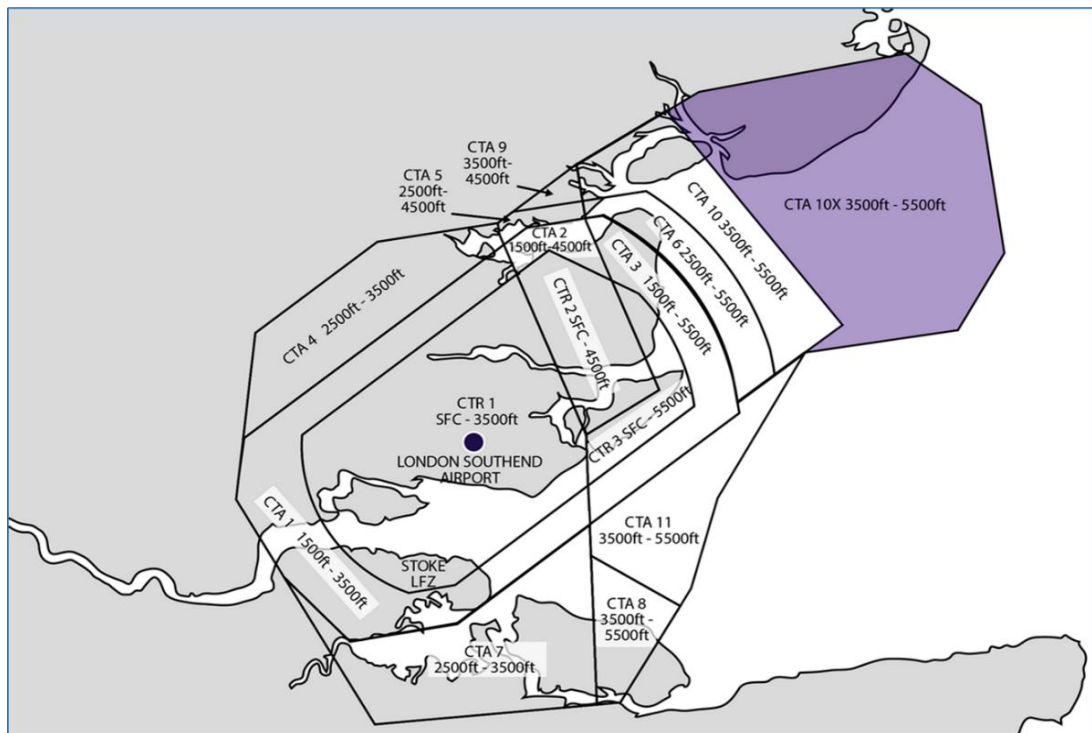 CTA 9
3500ft-
4500ft
CTA 5
2500ft-
4500ft
CTA 2
1500ft-4500ft
CTA 10 3500ft - 5500ft
CTA 10X 3500ft - 5500ft
CTA 6 2500ft - 5500ft
CTA 3 1500ft - 5500ft
CTA 4 2500ft - 3500ft
CTR 2 SFC - 4500ft
CTR 1
SFC - 3500ft
CTR 3 SFC - 5500ft
LONDON SOUTHEND
AIRPORT
CTA 1 1500ft - 3500ft
CTA 11
3500ft - 5500ft
STOKE
LFZ
CTA 8
3500ft -
5500ft
CTA 7
2500ft - 3500ft